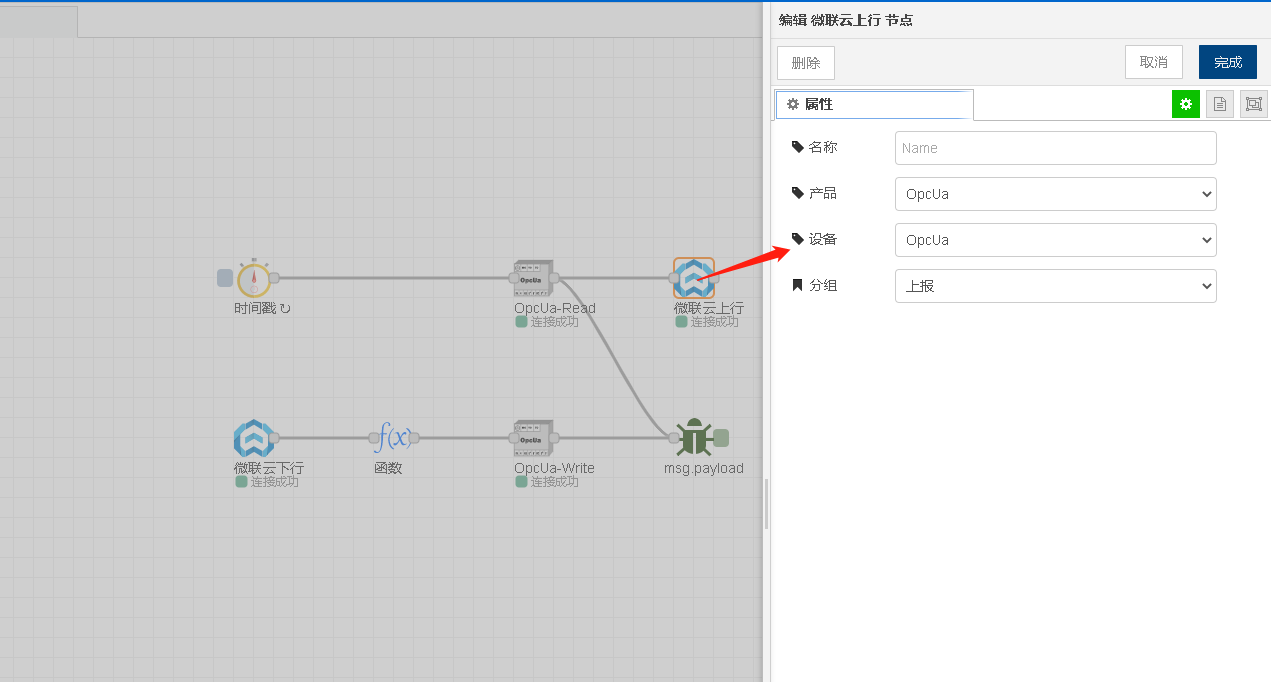 编辑 微联云上行 节点
删除
取消
完成
属性
名称
Name
产品
OpcUa
设备
OpcUa
分组
上报
OpcUa
时间戳 ↻
OpcUa-Read
连接成功
微联云上行
连接成功
f(x)
OpcUa
微联云下行
连接成功
函数
OpcUa-Write
连接成功
msg.payload